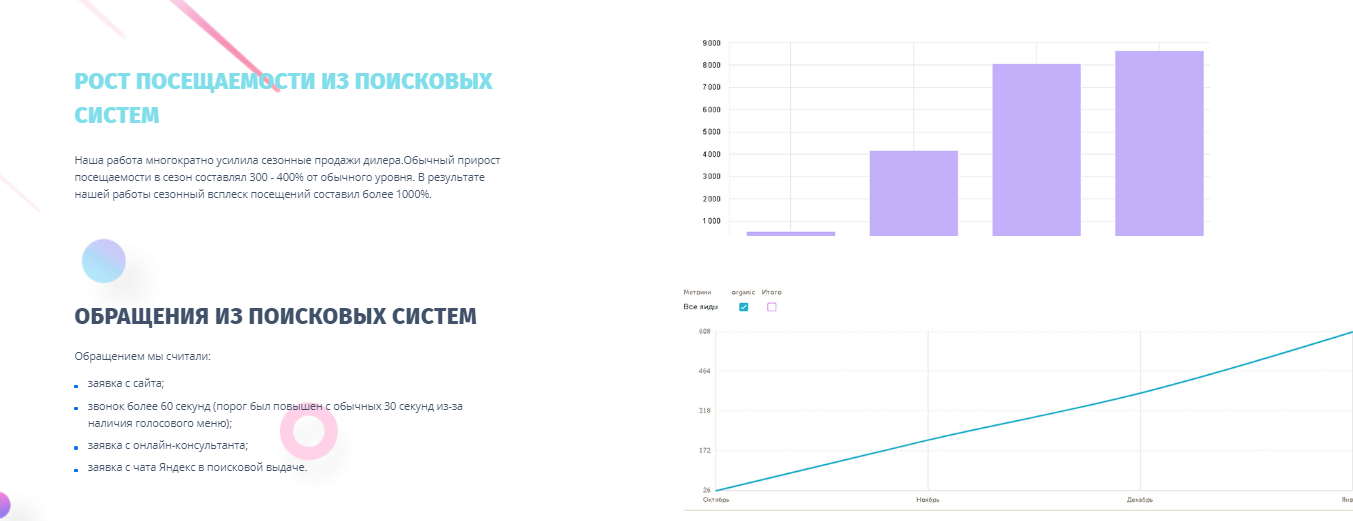 РОСТ ПОСЕЩАЕМОСТИ ИЗ ПОИСКОВЫХ
СИСТЕМ
Наша работа многократно усилила сезонные продажи дилера.Обычный прирост
посещаемости в сезон составлял 300 - 400% от обычного уровня. В результате
нашей работы сезонный всплеск посещений составил более 1000%.
ОБРАЩЕНИЯ ИЗ ПОИСКОВЫХ СИСТЕМ
Обращением мы считали:
заявка с сайта;
звонок более 60 секунд (порог был повышен с обычных 30 секунд из-за
наличия голосового меню);
заявка с онлайн-консультанта;
заявка с чата Яндекс в поисковой выдаче.
9 000
8 000
7 000
6 000
5 000
4 000
3 000
2 000
1 000
Метрики organic Итого
Все лиды
464
318
172
26
Октябрь Ноябрь Декабрь Янв